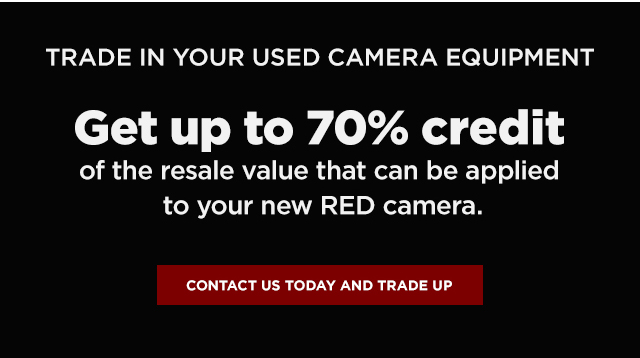 TRADE IN YOUR USED CAMERA EQUIPMENT
Get up to 70% credit
of the resale value that can be applied
to your new RED camera.
CONTACT US TODAY AND TRADE UP